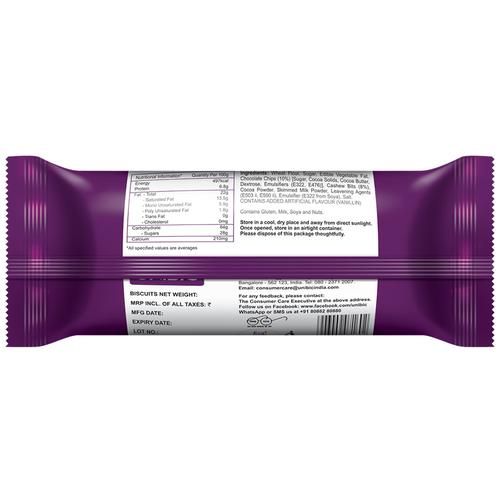 Nutritional Information* Quantity Per 100g
Energy 497kcal
Protein 6.8g
Fat - Total 22g
- Saturated Fat 13.5g
- Mono Unsaturated Fat 5.9g
- Poly Unsaturated Fat 1.8g
- Trans Fat 0g
- Cholesterol 0mg
Carbohydrate 64g
- Sugars 28g
Calcium 210mg
*All specified values are averages
Ingredients: Wheat Flour, Sugar, Edible Vegetable Fat,
Chocolate Chips (10%) [Sugar, Cocoa Solids, Cocoa Butter,
Dextrose, Emulsifiers (E322, E476)], Cashew Bits (8%),
Cocoa Powder, Skimmed Milk Powder, Leavening Agents
(E503 ii, E500 ii), Emulsifier (E322 from Soya), Salt.
CONTAINS ADDED ARTIFICIAL FLAVOUR (VANILLIN)
Contains Gluten, Milk, Soya and Nuts.
Store in a cool, dry place and away from direct sunlight.
Once opened, store in an airtight container.
Please dispose of this package thoughtfully.
UNIBIC
BISCUITS NET WEIGHT:
MRP INCL. OF ALL TAXES: ₹
MFG DATE:
EXPIRY DATE:
LOT NO.:
Bangalore - 562 123, India. Tel: 080 - 2371 2007.
Email: consumercare@unibicindia.com
For any feedback, please contact:
The Consumer Care Executive at the above address.
Follow us on Facebook: www.facebook.com/unibic
WhatsApp or SMS us at +91 80882 80880